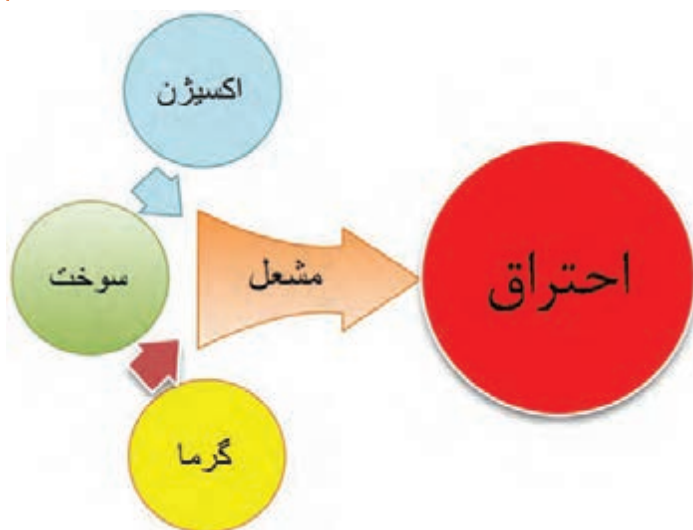 اکسیژن
سوخت
گرما
مشعل
احتراق